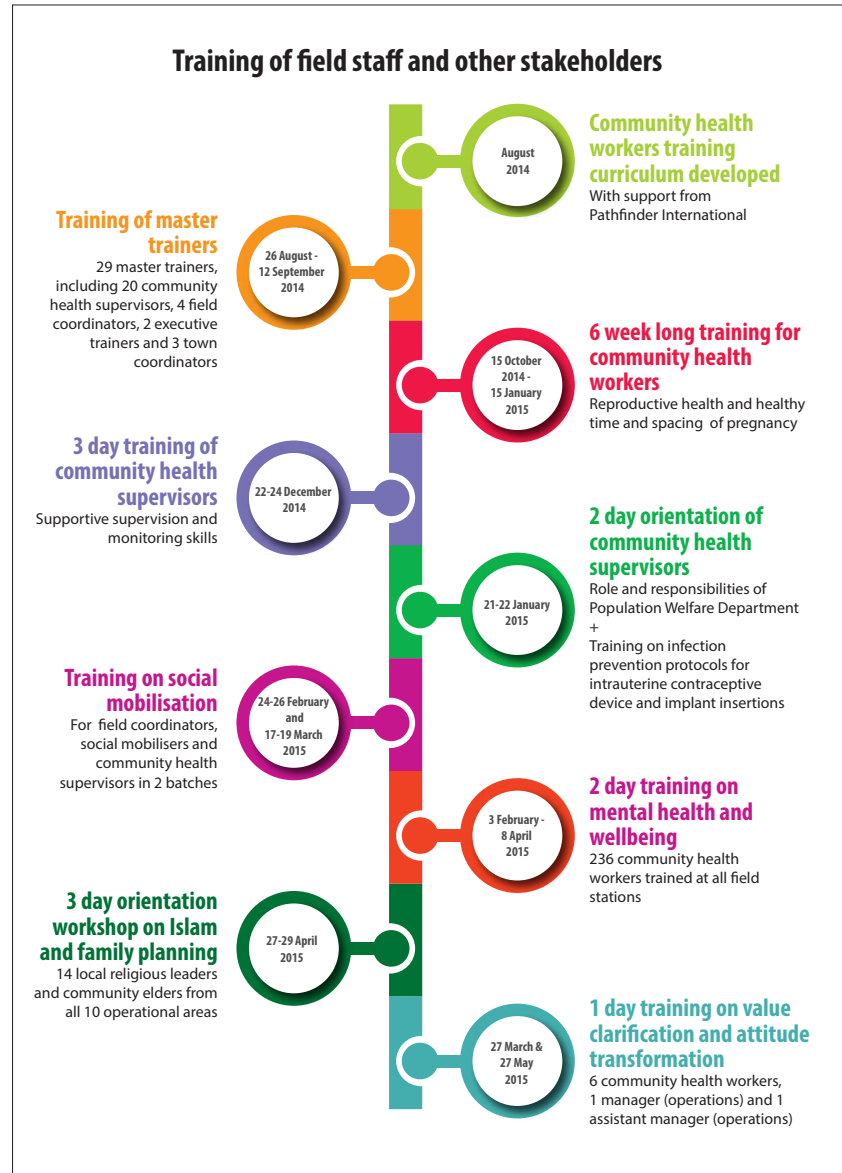 Training of field staff and other stakeholders
August
2014
Community health
workers training
curriculum developed
With support from
Pathfinder International
Training of master
trainers
29 master trainers,
including 20 community
health supervisors, 4 field
coordinators, 2 executive
trainers and 3 town
coordinators
26 August -
12 September
2014
15 October
2014 -
15 January
2015
6 week long training for
community health
workers
Reproductive health and healthy
time and spacing of pregnancy
3 day training of
community health
supervisors
Supportive supervision and
monitoring skills
22-24 December
2014
21-22 January
2015
2 day orientation of
community health
supervisors
Role and responsibilities of
Population Welfare Department
+
Training on infection
prevention protocols for
intrauterine contraceptive
device and implant insertions
Training on social
mobilisation
For field coordinators,
social mobilisers and
community health
supervisors in 2 batches
24-26 February
and
17-19 March
2015
3 February -
8 April
2015
2 day training on
mental health and
wellbeing
236 community health
workers trained at all field
stations
3 day orientation
workshop on Islam
and family planning
14 local religious leaders
and community elders from
all 10 operational areas
27-29 April
2015
27 March &
27 May
2015
1 day training on value
clarification and attitude
transformation
6 community health workers,
1 manager (operations) and 1
assistant manager (operations)